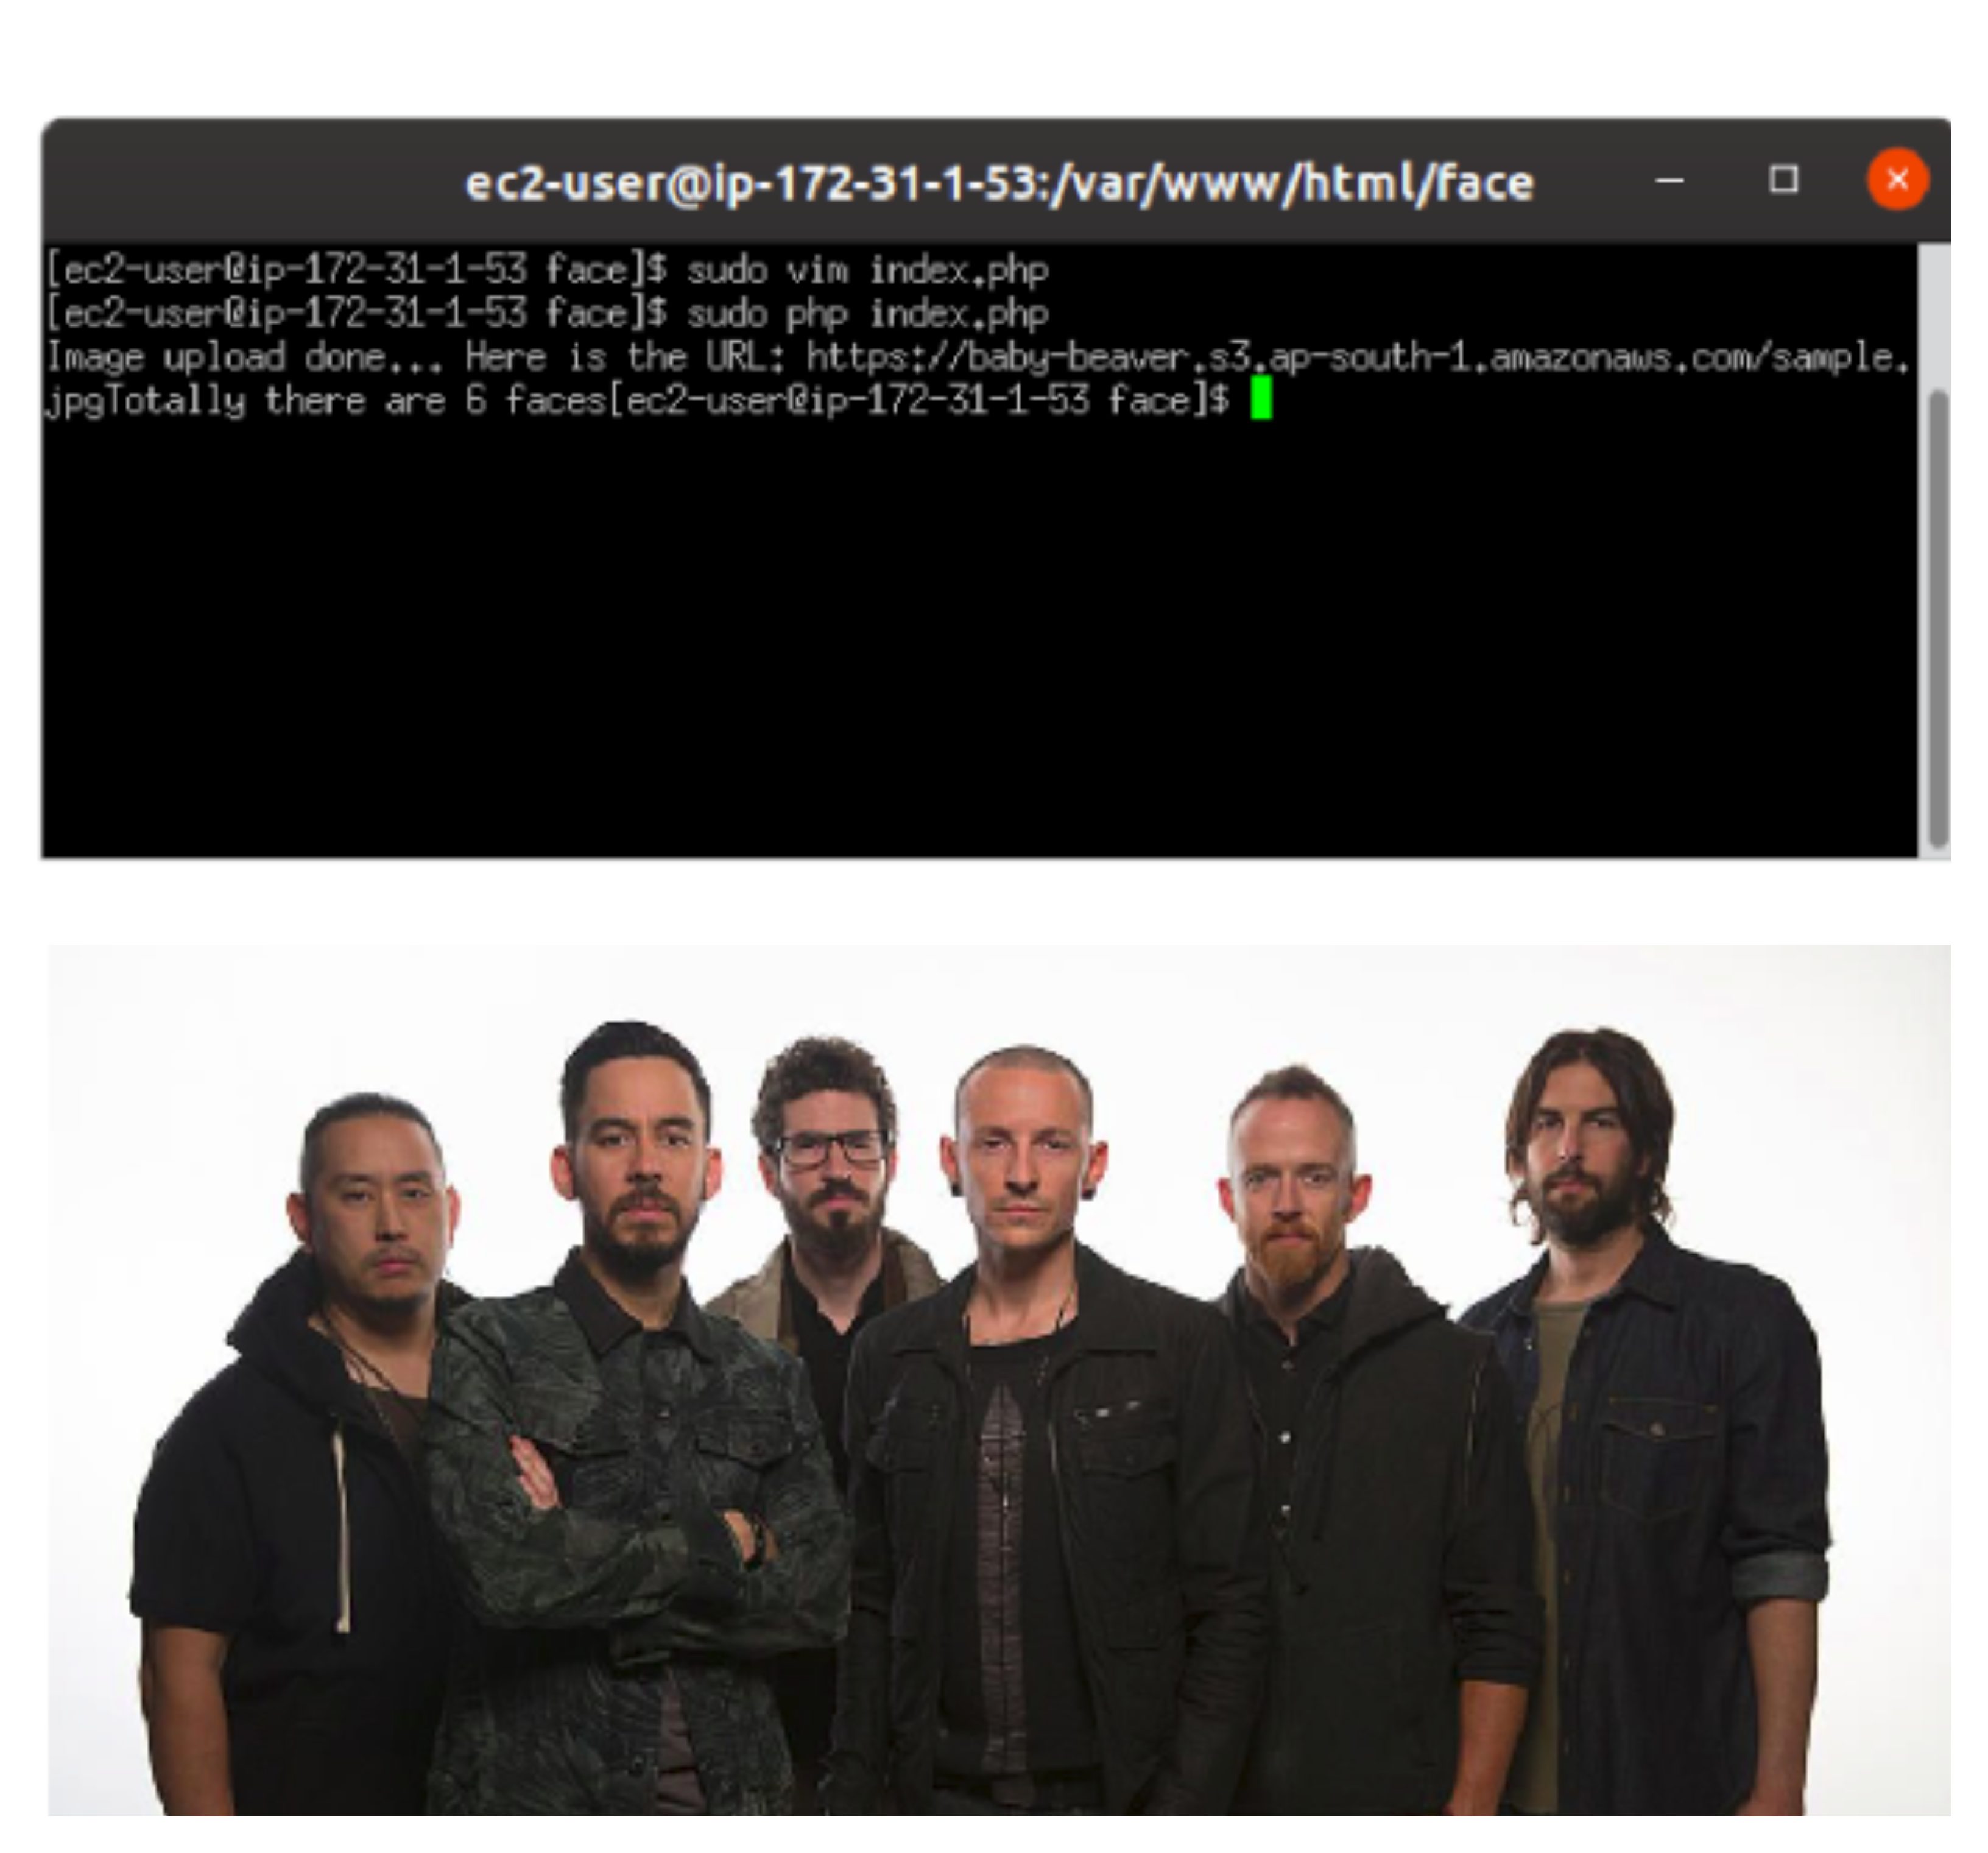 ec2-user@ip-172-31-1-53:/var/www/html/face
[ec2-user@ip-172-31-1-53 face]$ sudo vim index.php
[ec2-user@ip-172-31-1-53 face]$ sudo php index.php
Image upload done... Here is the URL: https://baby-beaver.s3.ap-south-1.amazonaws.com/sample.
jpgTotally there are 6 faces[ec2-user@ip-172-31-1-53 face]$